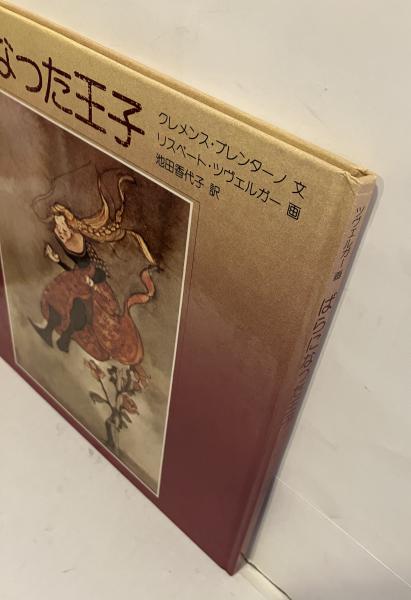 なった王子
クレメンス・ブレンターノ 文
リスベート・ツヴェルガー 画
池田香代子 訳
ツヴェルガー 画
ばらになった王子